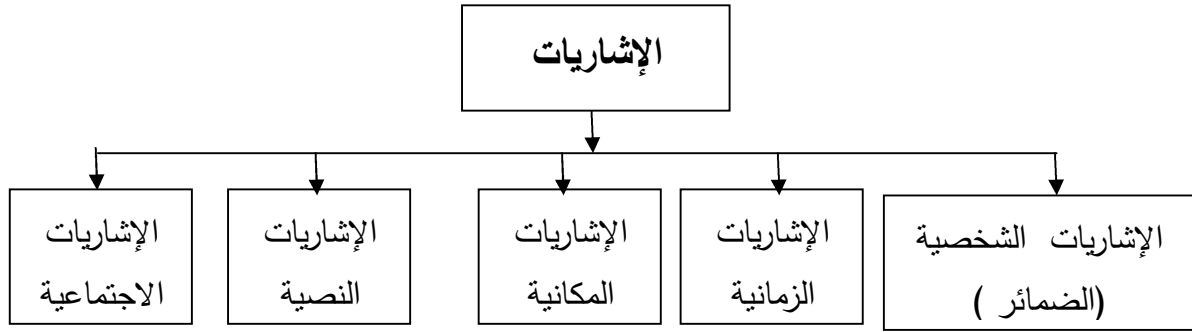 الإشاريات
الإشاريات الشخصية
(الضمائر )
الإشاريات
الزمانية
الإشاريات
المكانية
الإشاريات
النصية
الإشاريات
الاجتماعية